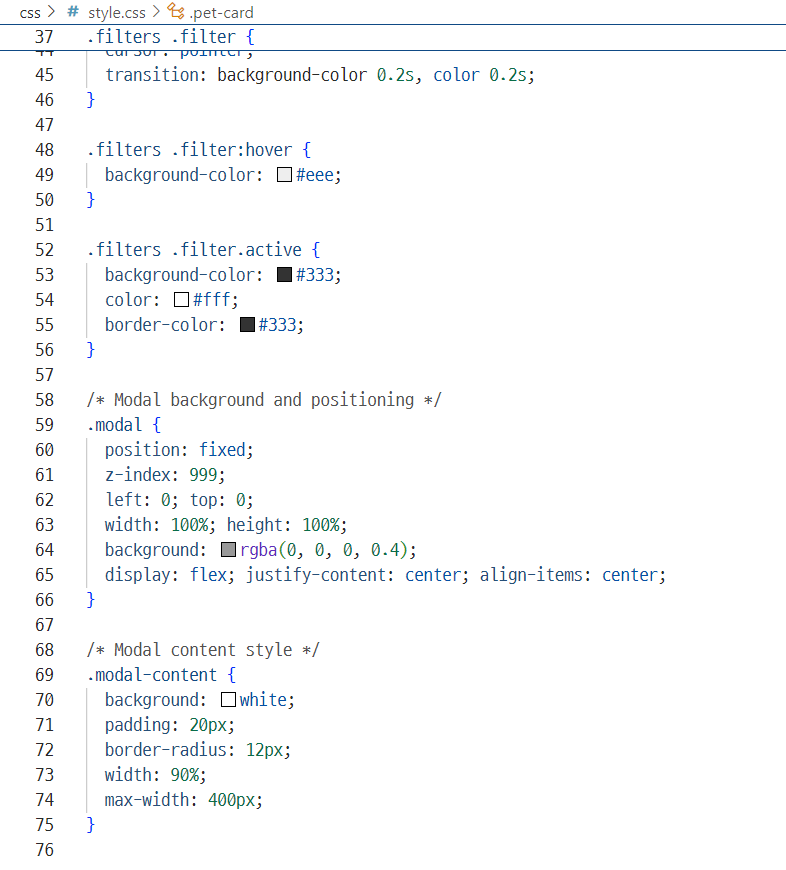 css > # style.css > .pet-card
37 .filters .filter {
44 cursor: pointer;
45 transition: background-color 0.2s, color 0.2s;
46 }
47
48 .filters .filter:hover {
49 background-color: #eee;
50 }
51
52 .filters .filter.active {
53 background-color: #333;
54 color: #fff;
55 border-color: #333;
56 }
57
58 /* Modal background and positioning */
59 .modal {
60 position: fixed;
61 z-index: 999;
62 left: 0; top: 0;
63 width: 100%; height: 100%;
64 background: rgba(0, 0, 0, 0.4);
65 display: flex; justify-content: center; align-items: center;
66 }
67
68 /* Modal content style */
69 .modal-content {
70 background: white;
71 padding: 20px;
72 border-radius: 12px;
73 width: 90%;
74 max-width: 400px;
75 }
76